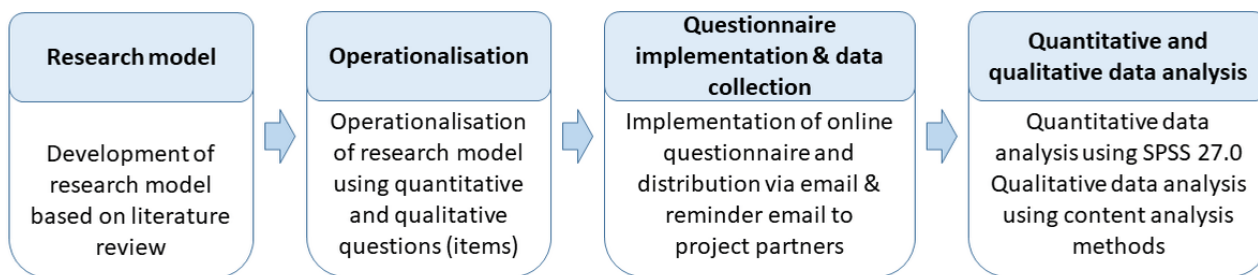 Research model
Development of
research model
based on literature
review
Operationalisation
Operationalisation
of research model
using quantitative
and qualitative
questions (items)
Questionnaire
implementation & data
collection
Implementation of online
questionnaire and
distribution via email &
reminder email to
project partners
Quantitative and
qualitative data analysis
Quantitative data
analysis using SPSS 27.0
Qualitative data analysis
using content analysis
methods